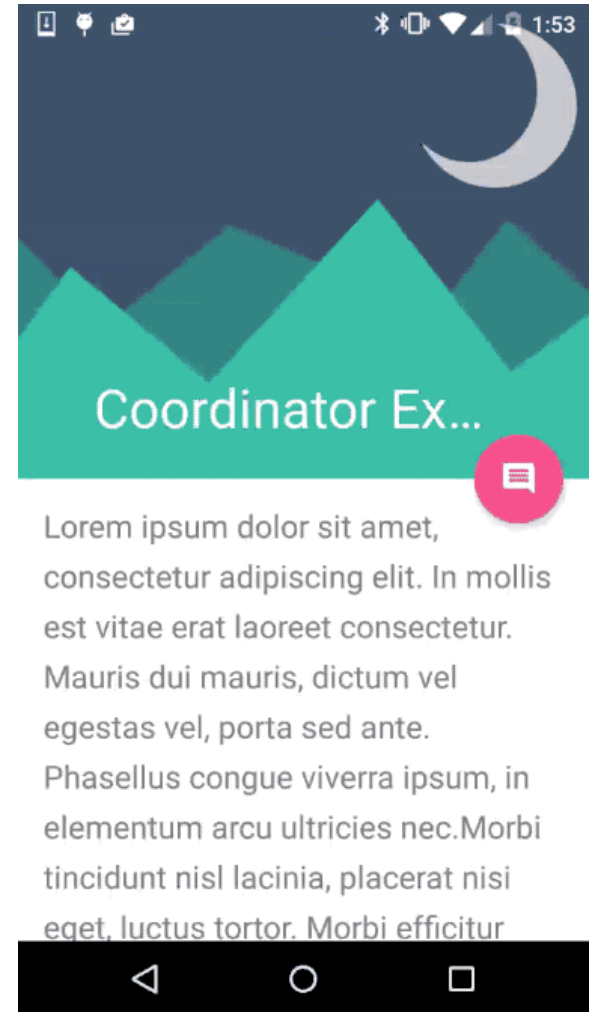 1:53
Coordinator Ex...
Lorem ipsum dolor sit amet,
consectetur adipiscing elit. In mollis
est vitae erat laoreet consectetur.
Mauris dui mauris, dictum vel
egestas vel, porta sed ante.
Phasellus congue viverra ipsum, in
elementum arcu ultricies nec.Morbi
tincidunt nisl lacinia, placerat nisi
eget, luctus tortor. Morbi efficitur